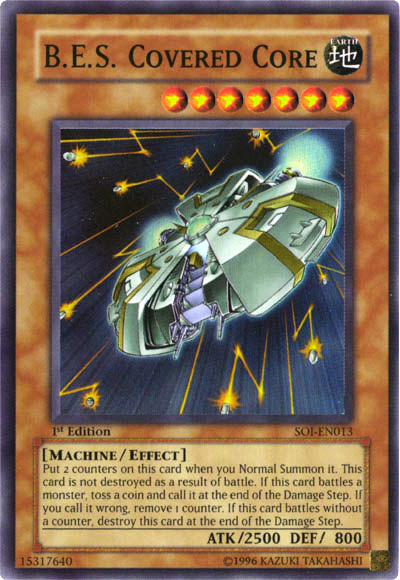 B.E.S. COVERED CORE
EARTH
地
1st Edition
SOI-EN013
[MACHINE/EFFECT]
Put 2 counters on this card when you Normal Summon it. This
card is not destroyed as a result of battle. If this card battles a
monster, toss a coin and call it at the end of the Damage Step. If
you call it wrong, remove 1 counter. If this card battles without
a counter, destroy this card at the end of the Damage Step.
ATK/2500 DEF/ 800
15317640
©1996 KAZUKI TAKAHASHI